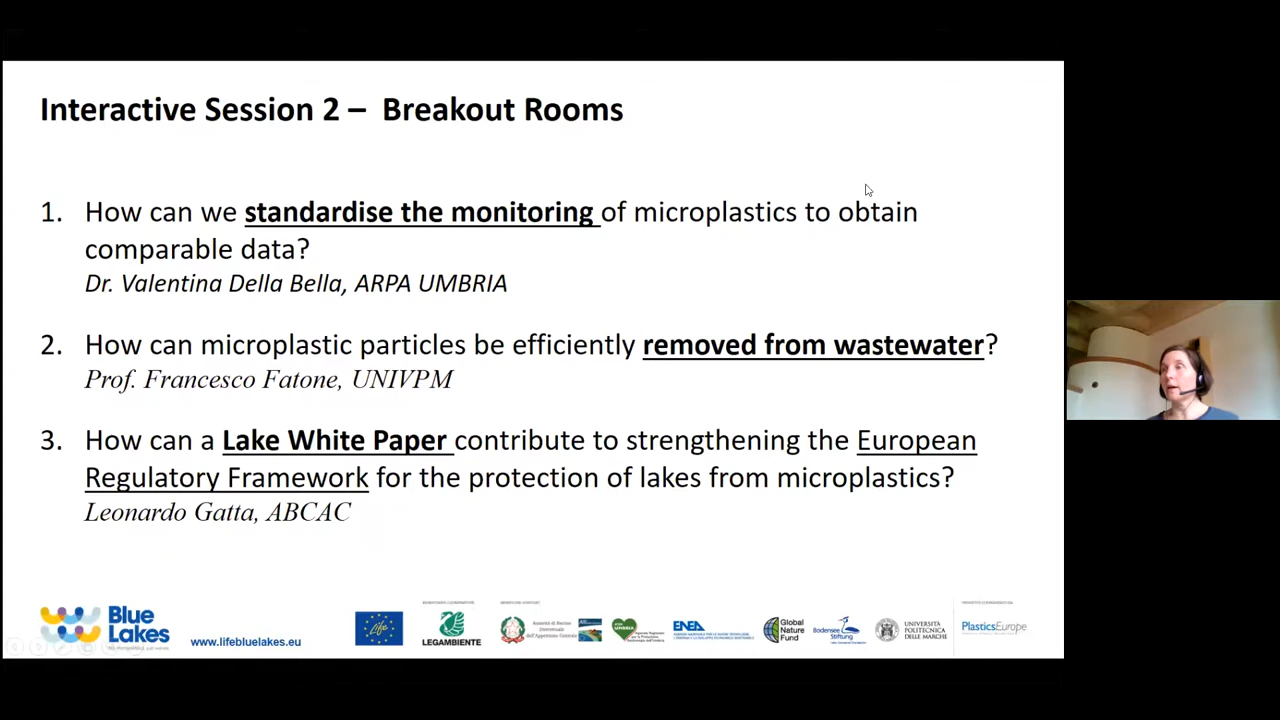 Interactive Session 2 – Breakout Rooms
1. How can we standardise the monitoring of microplastics to obtain
comparable data?
Dr. Valentina Della Bella, ARPA UMBRIA
2. How can microplastic particles be efficiently removed from wastewater?
Prof. Francesco Fatone, UNIVPM
3. How can a Lake White Paper contribute to strengthening the European
Regulatory Framework for the protection of lakes from microplastics?
Leonardo Gatta, ABCAC
Blue
Lakes
www.lifebluelakes.eu
Life
LEGAMBIENTE
ENEA
Global
Nature
Fund
Bodensee
Stiftung
UNIVERSITÀ
POLITECNICA
DELLE MARCHE
PlasticsEurope